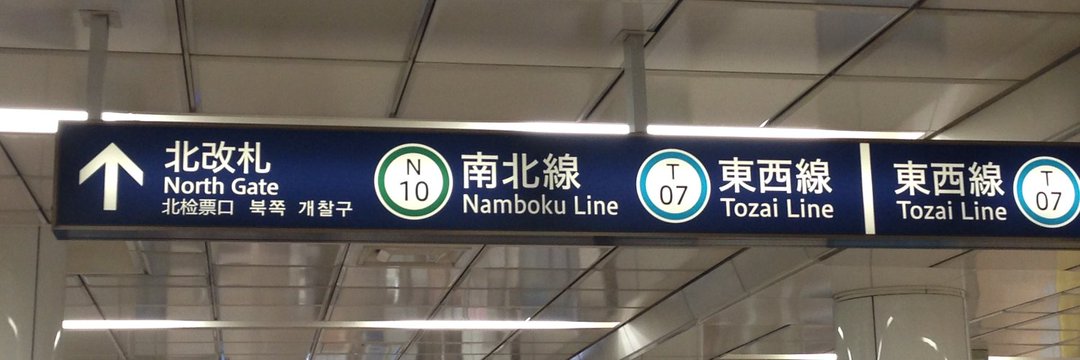 北改札
North Gate
北检票口 북쪽 개찰구
N
10
南北線
Namboku Line
T
07
東西線
Tozai Line
東西線
Tozai Line
T
07